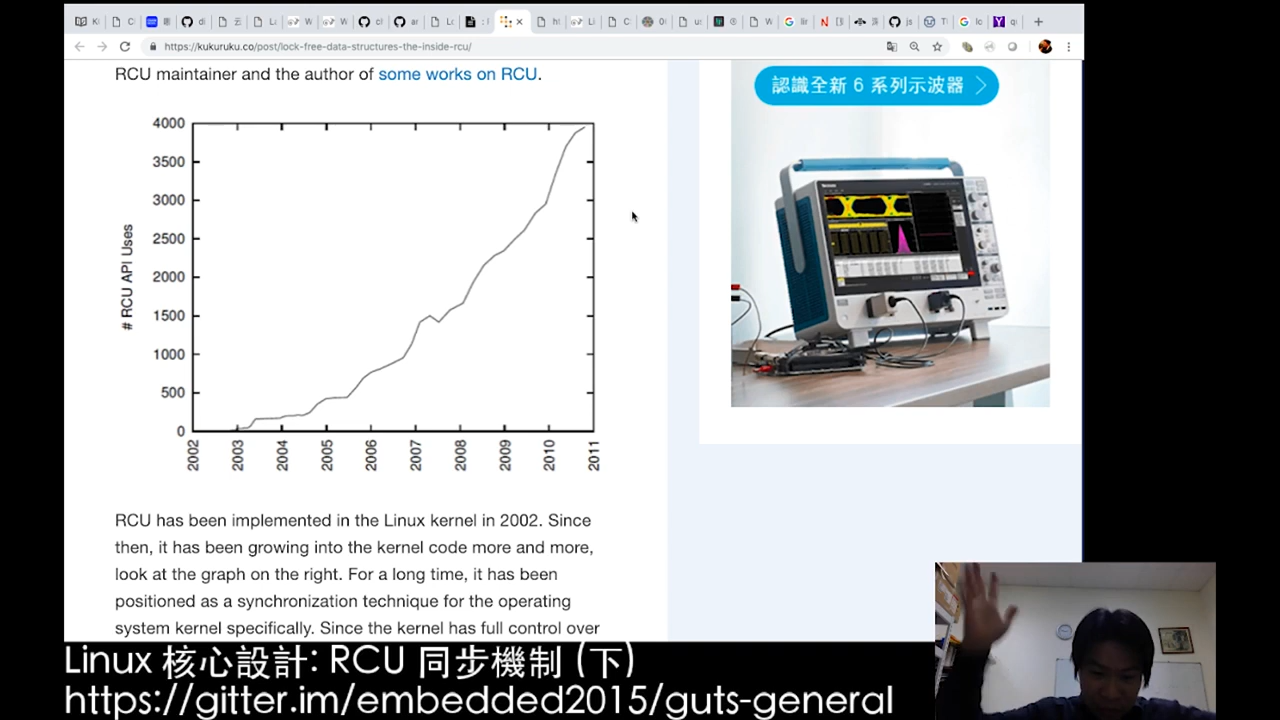 https://kukuruku.co/post/lock-free-data-structures-the-inside-rcu/
RCU maintainer and the author of some works on RCU.
4000
3500
3000
2500
2000
1500
1000
500
0
# RCU API Uses
2002
2003
2004
2005
2006
2007
2008
2009
2010
2011
RCU has been implemented in the Linux kernel in 2002. Since
then, it has been growing into the kernel code more and more,
look at the graph on the right. For a long time, it has been
positioned as a synchronization technique for the operating
system kernel specifically. Since the kernel has full control over
認識全新 6 系列示波器
Tektronix
Linux 核心設計: RCU 同步機制 (下)
https://gitter.im/embedded2015/guts-general